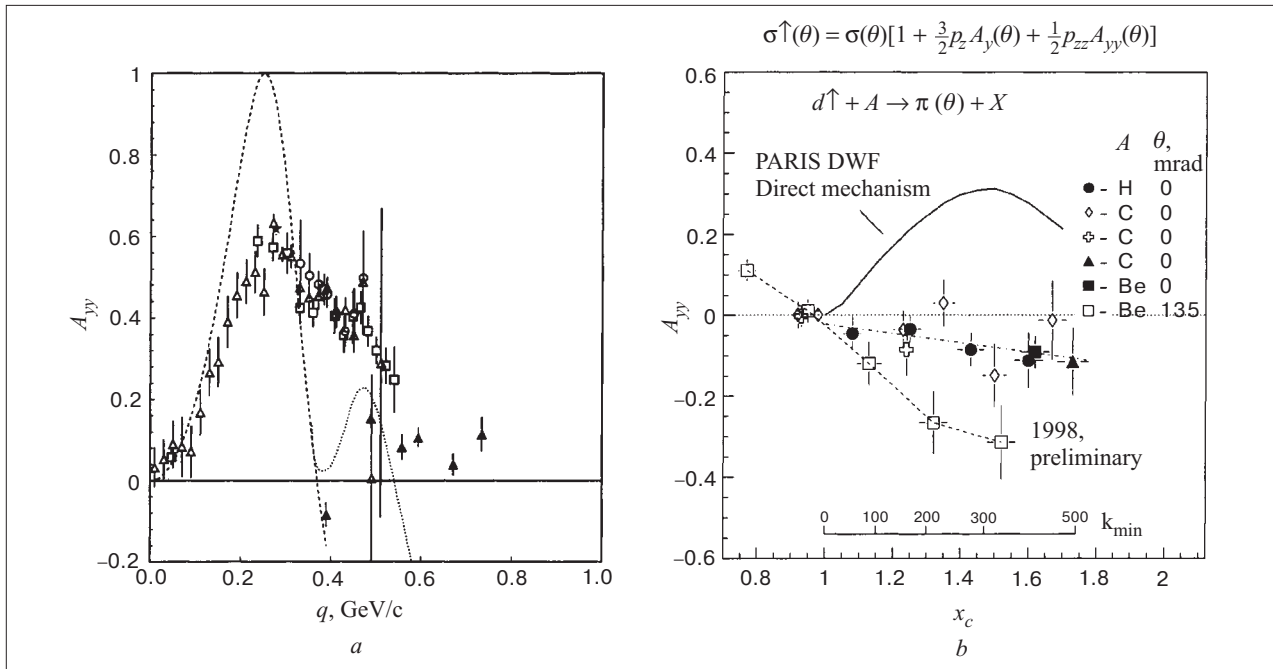 σ↑(θ) = σ(θ)[1 + 3/2 p_z A_y(θ) + 1/2 p_zz A_yy(θ)]
1
0.8
0.6
0.4
0.2
0
−0.2
A_yy
0.0 0.2 0.4 0.6 0.8 1.0
q, GeV/c
a
0.6
0.4
0.2
0
−0.2
−0.4
−0.6
A_yy
d↑ + A → π (θ) + X
PARIS DWF
Direct mechanism
A θ,
mrad
- H 0
- C 0
- C 0
- C 0
- Be 0
- Be 135
1998,
preliminary
0 100 200 300 500 k_min
0.8 1 1.2 1.4 1.6 1.8 2
x_c
b